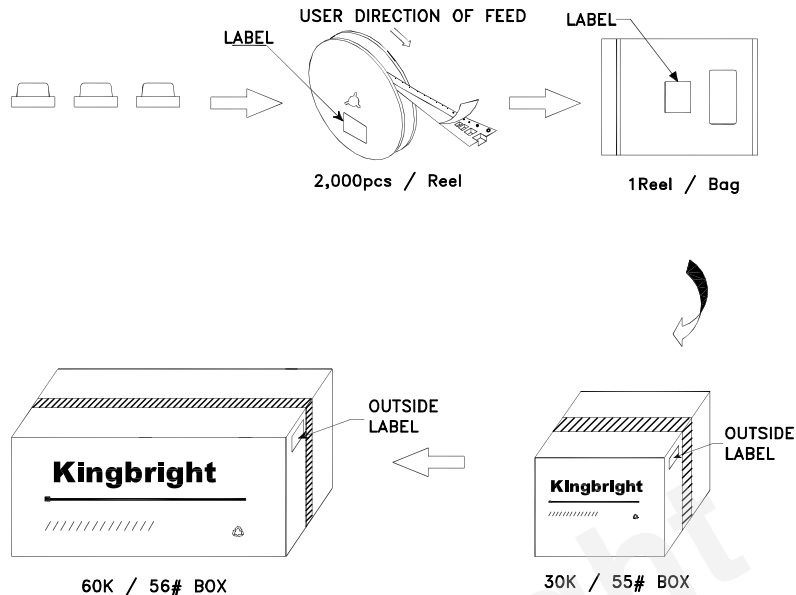 USER DIRECTION OF FEED
LABEL
LABEL
2,000pcs / Reel
1Reel / Bag
OUTSIDE
LABEL
Kingbright
60K / 56# BOX
OUTSIDE
LABEL
Kingbright
30K / 55# BOX